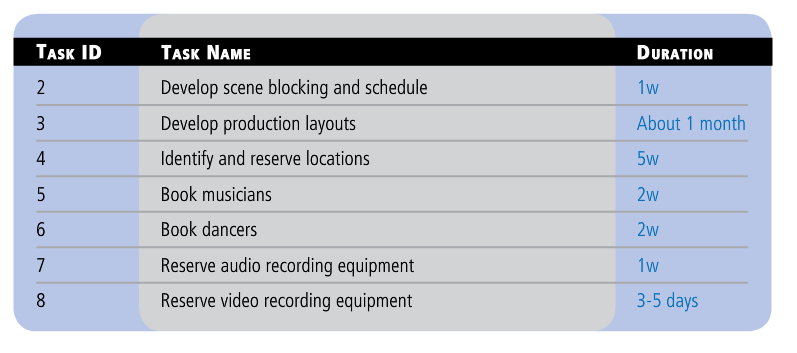 Task ID Task Name Duration
2 Develop scene blocking and schedule 1w
3 Develop production layouts About 1 month
4 Identify and reserve locations 5w
5 Book musicians 2w
6 Book dancers 2w
7 Reserve audio recording equipment 1w
8 Reserve video recording equipment 3-5 days